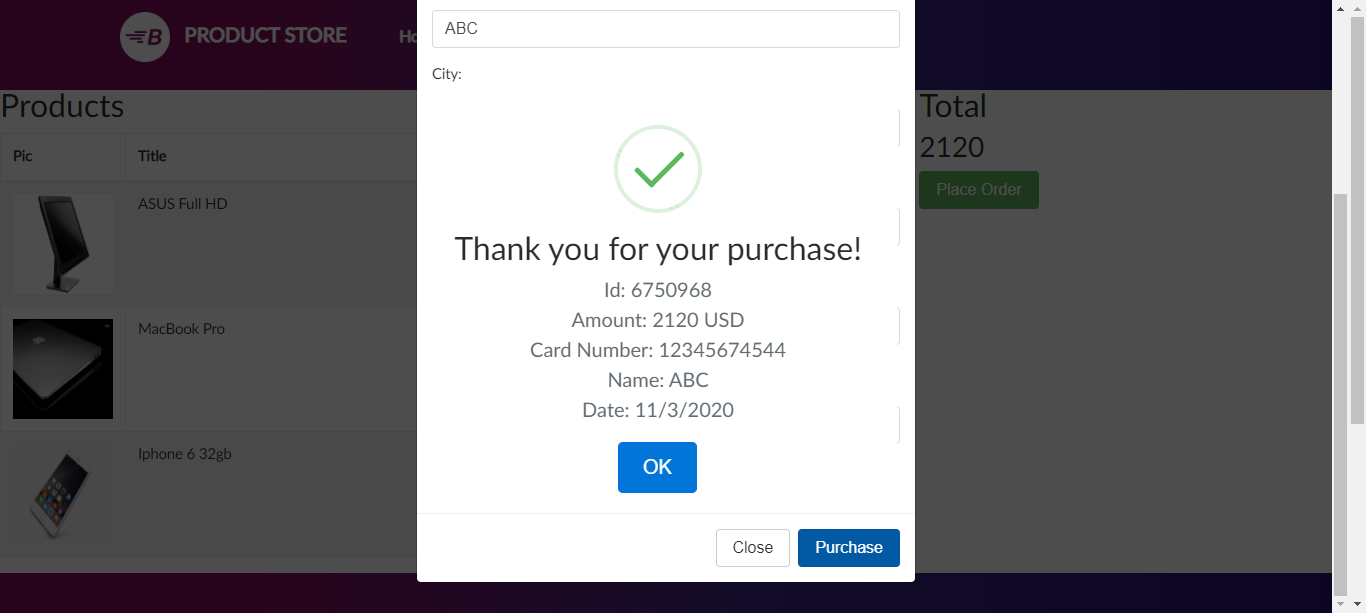 B PRODUCT STORE
Ho
ABC
City:
Products
Pic Title
ASUS Full HD
MacBook Pro
Iphone 6 32gb
Thank you for your purchase!
Id: 6750968
Amount: 2120 USD
Card Number: 12345674544
Name: ABC
Date: 11/3/2020
OK
Close Purchase
Total
2120
Place Order